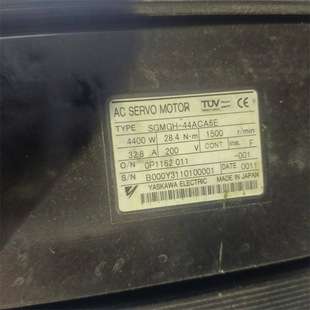 AC SERVO MOTOR TUV CE
TYPE SGMGH-44ACA6E
4400 W 28.4 N·m 1500 r/min
32.8 A 200 V CONT. INS. F
O/N 0P1152 011 -001
S/N B000Y3110100001 DATE 0011
YASKAWA ELECTRIC MADE IN JAPAN